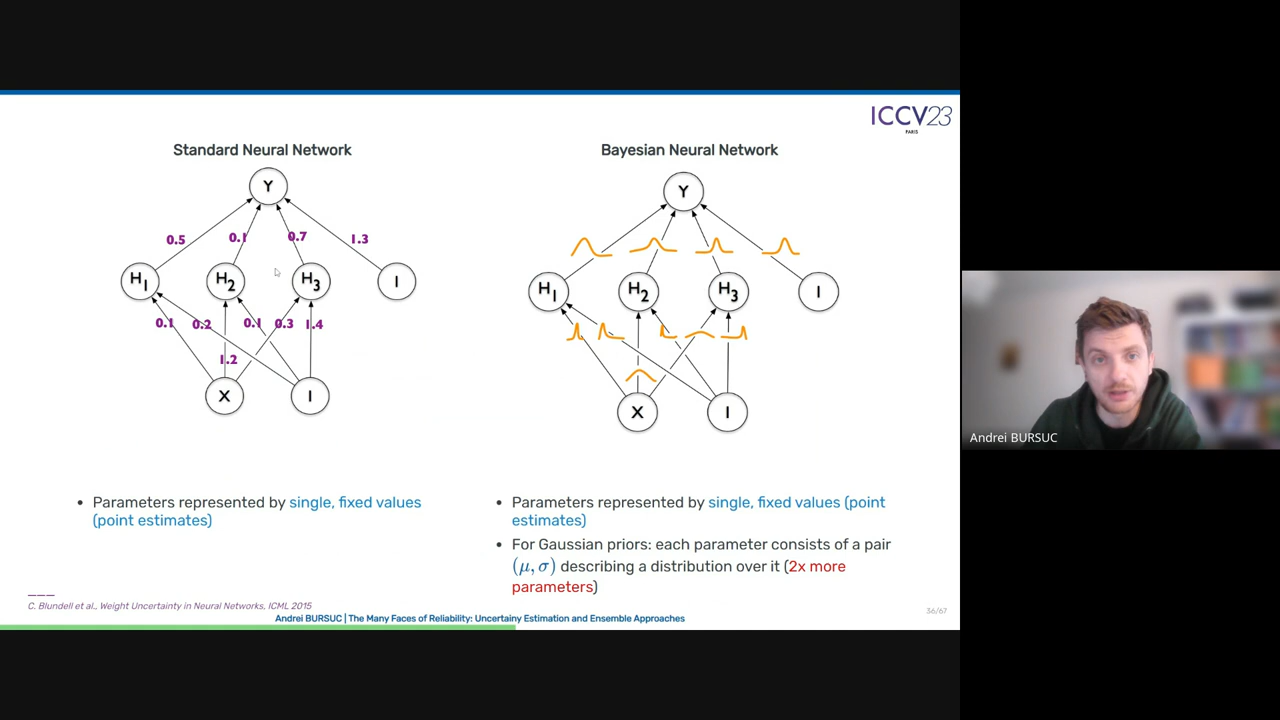 ICCV23
PARIS
Standard Neural Network
Y
0.5
0.1
0.7
1.3
H1
H2
H3
I
0.1
0.2
0.1
0.3
1.4
1.2
X
I
Bayesian Neural Network
Y
H1
H2
H3
I
X
I
• Parameters represented by single, fixed values
(point estimates)
• Parameters represented by single, fixed values (point
estimates)
• For Gaussian priors: each parameter consists of a pair
(μ, σ) describing a distribution over it (2x more
parameters)
C. Blundell et al., Weight Uncertainty in Neural Networks, ICML 2015
Andrei BURSUC | The Many Faces of Reliability: Uncertainy Estimation and Ensemble Approaches
36/67
Andrei BURSUC